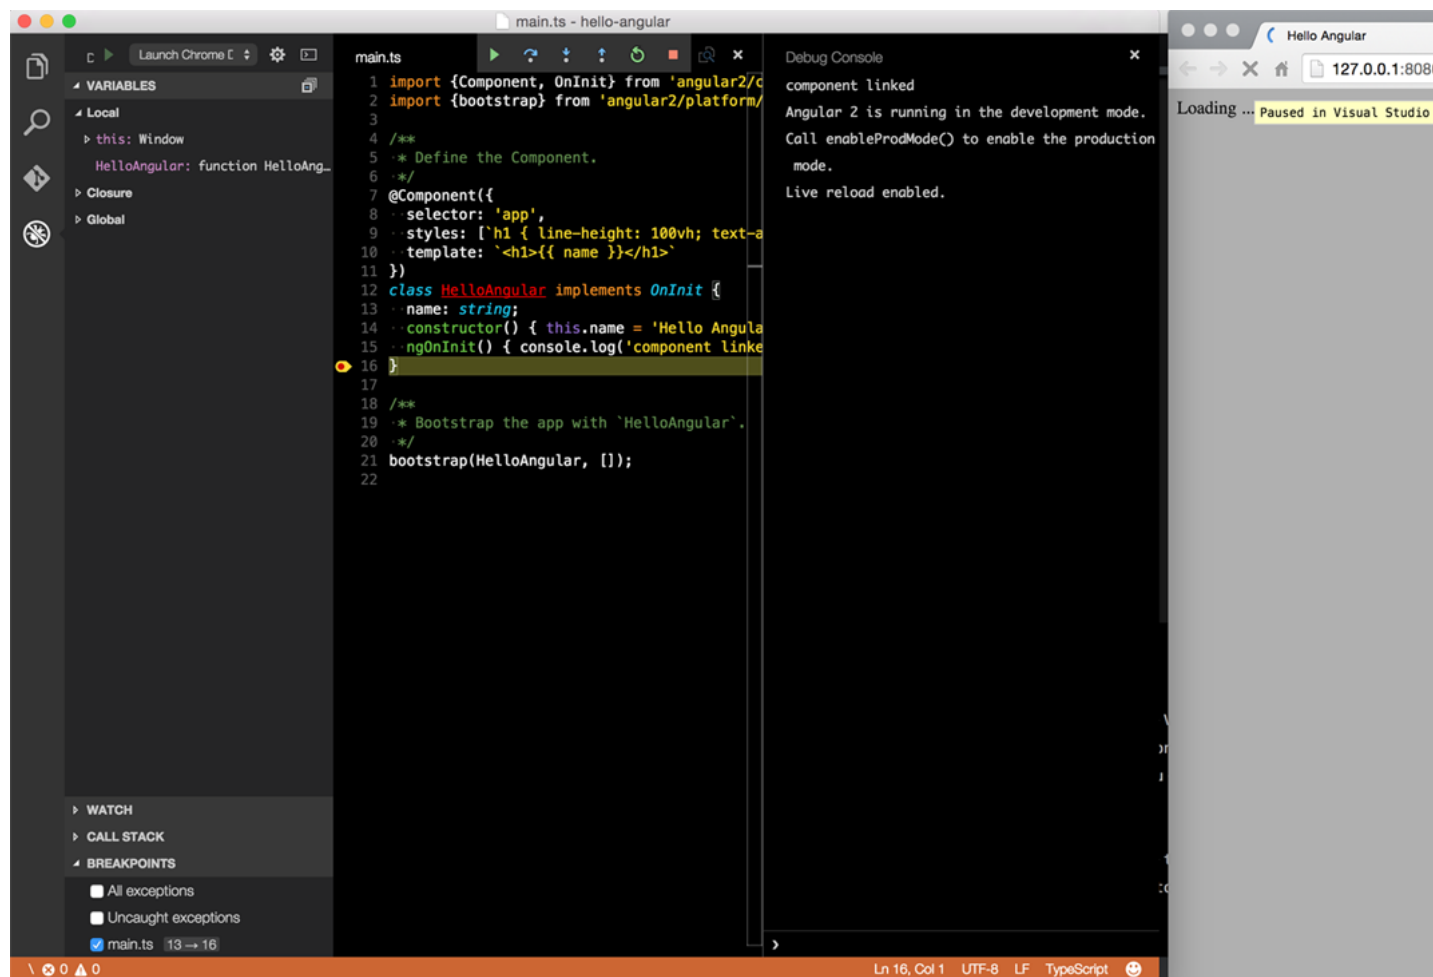 main.ts - hello-angular
Launch Chrome
VARIABLES
Local
this: Window
HelloAngular: function HelloAng...
Closure
Global
WATCH
CALL STACK
BREAKPOINTS
All exceptions
Uncaught exceptions
main.ts 13→16
0 0
main.ts
1 import {Component, OnInit} from 'angular2/c
2 import {bootstrap} from 'angular2/platform/
3
4 /**
5 * Define the Component.
6 */
7 @Component({
8 selector: 'app',
9 styles: [`h1 { line-height: 100vh; text-a
10 template: `<h1>{{ name }}</h1>`
11 })
12 class HelloAngular implements OnInit {
13 name: string;
14 constructor() { this.name = 'Hello Angula
15 ngOnInit() { console.log('component linke
16 }
17
18 /**
19 * Bootstrap the app with `HelloAngular`.
20 */
21 bootstrap(HelloAngular, []);
22
Debug Console
component linked
Angular 2 is running in the development mode.
Call enableProdMode() to enable the production
mode.
Live reload enabled.
Ln 16, Col 1 UTF-8 LF TypeScript
Hello Angular
127.0.0.1:808
Loading ...
Paused in Visual Studio